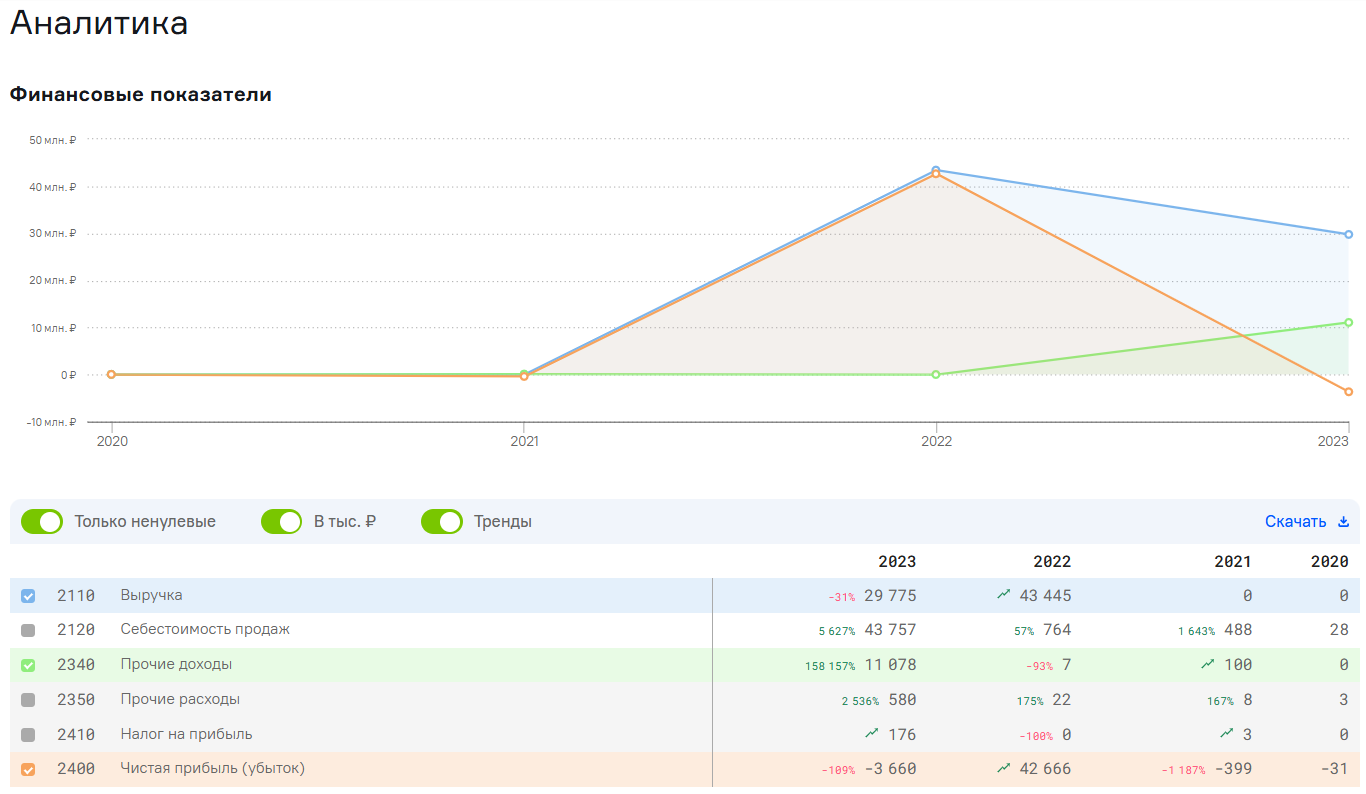 Аналитика
Финансовые показатели
50 млн. ₽
40 млн. ₽
30 млн. ₽
20 млн. ₽
10 млн. ₽
0 ₽
-10 млн. ₽
2020 2021 2022 2023
Только ненулевые В тыс. ₽ Тренды Скачать
2023 2022 2021 2020
2110 Выручка -31% 29 775 43 445 0 0
2120 Себестоимость продаж 5 627% 43 757 57% 764 1 643% 488 28
2340 Прочие доходы 158 157% 11 078 -93% 7 100 0
2350 Прочие расходы 2 536% 580 175% 22 167% 8 3
2410 Налог на прибыль 176 -100% 0 3 0
2400 Чистая прибыль (убыток) -109% -3 660 42 666 -1 187% -399 -31